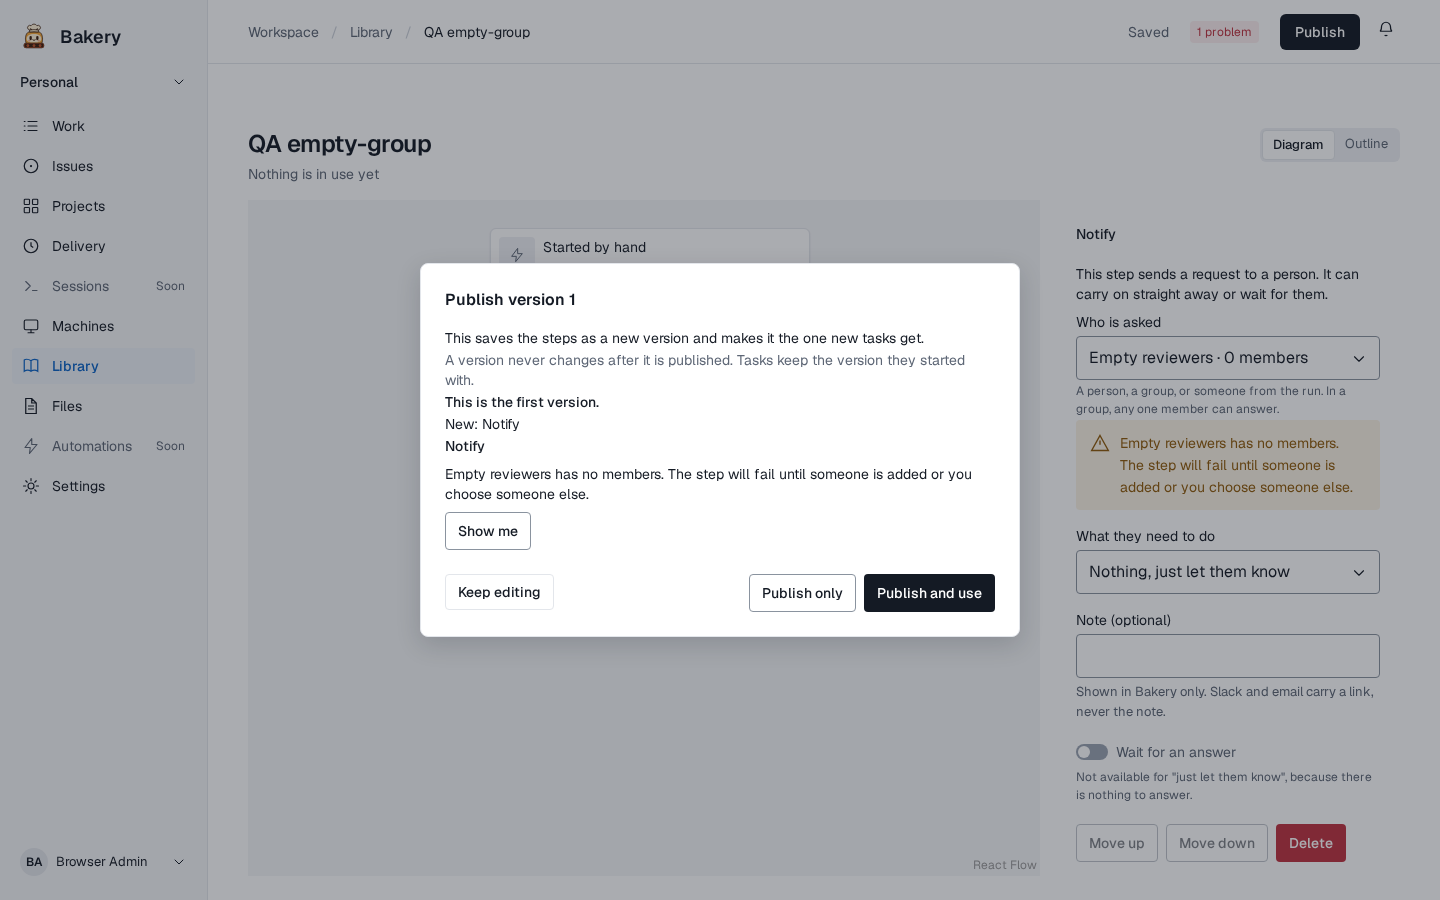 Bakery
Workspace / Library / QA empty-group
Saved
1 problem
Publish
Personal
Work
Issues
Projects
Delivery
Sessions Soon
Machines
Library
Files
Automations Soon
Settings
BA Browser Admin
QA empty-group
Nothing is in use yet
Diagram Outline
Started by hand
Publish version 1
This saves the steps as a new version and makes it the one new tasks get.
A version never changes after it is published. Tasks keep the version they started
with.
This is the first version.
New: Notify
Notify
Empty reviewers has no members. The step will fail until someone is added or you
choose someone else.
Show me
Keep editing
Publish only
Publish and use
React Flow
Notify
This step sends a request to a person. It can
carry on straight away or wait for them.
Who is asked
Empty reviewers · 0 members
A person, a group, or someone from the run. In a
group, any one member can answer.
Empty reviewers has no members.
The step will fail until someone is
added or you choose someone else.
What they need to do
Nothing, just let them know
Note (optional)
Shown in Bakery only. Slack and email carry a link,
never the note.
Wait for an answer
Not available for "just let them know", because there
is nothing to answer.
Move up
Move down
Delete